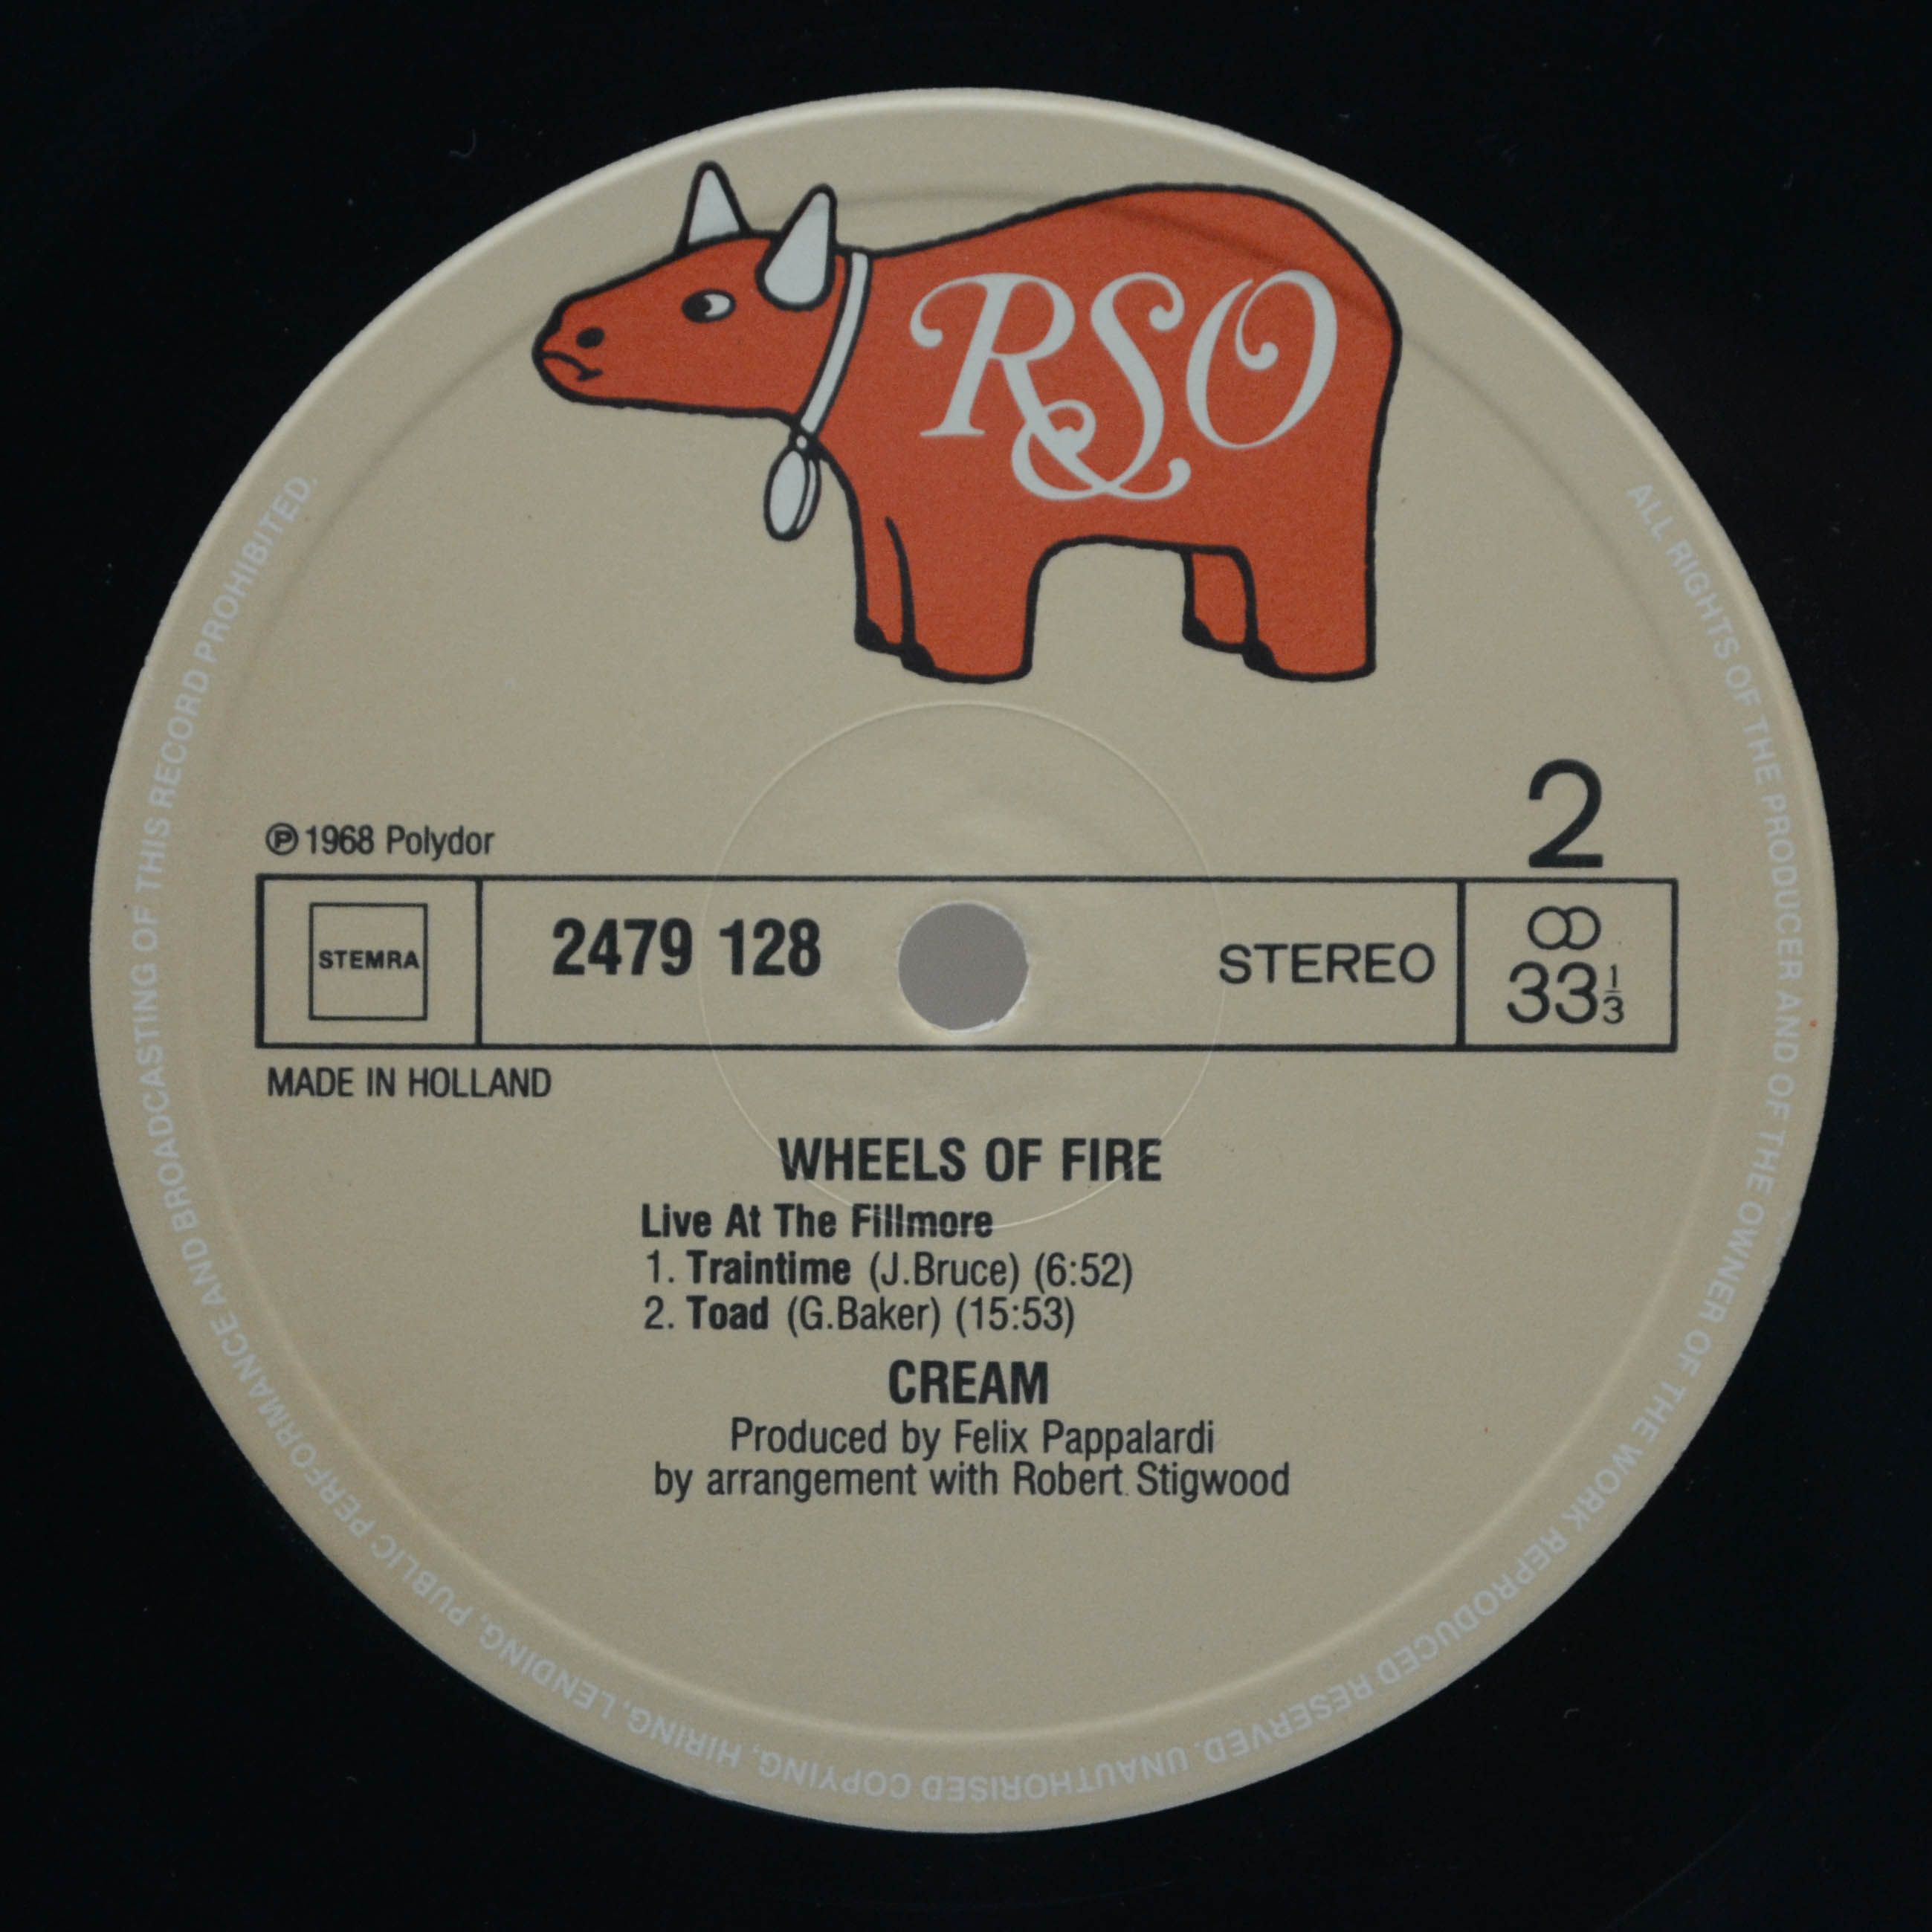 RSO
℗ 1968 Polydor
2
STEMRA
2479 128
STEREO
33⅓
MADE IN HOLLAND
WHEELS OF FIRE
Live At The Fillmore
1. Traintime (J.Bruce) (6:52)
2. Toad (G.Baker) (15:53)
CREAM
Produced by Felix Pappalardi
by arrangement with Robert Stigwood
ALL RIGHTS OF THE PRODUCER AND OF THE OWNER OF THE WORK REPRODUCED RESERVED. UNAUTHORISED COPYING, HIRING, LENDING, PUBLIC PERFORMANCE AND BROADCASTING OF THIS RECORD PROHIBITED.